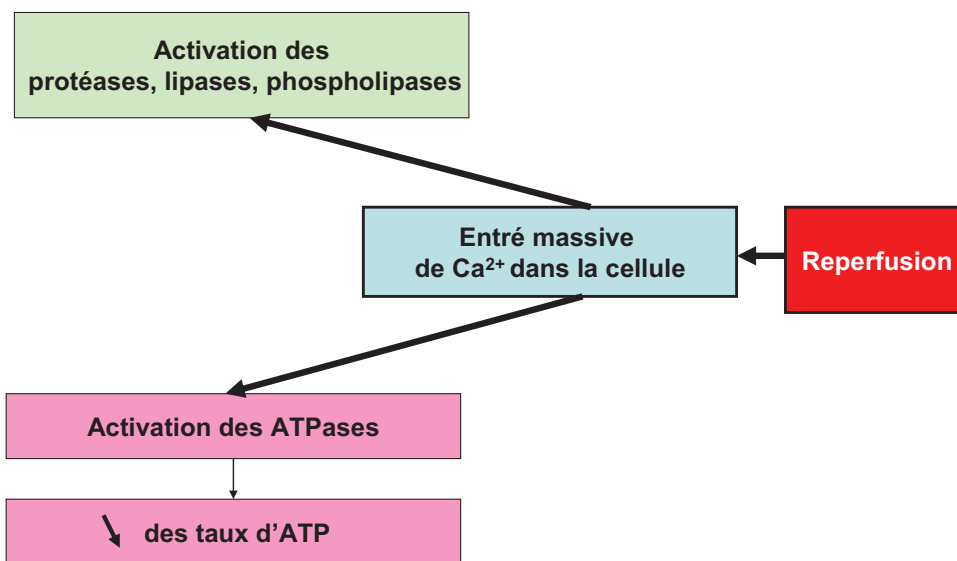 Activation des
protéases, lipases, phospholipases
Entré massive
de Ca²⁺ dans la cellule
Reperfusion
Activation des ATPases
des taux d’ATP